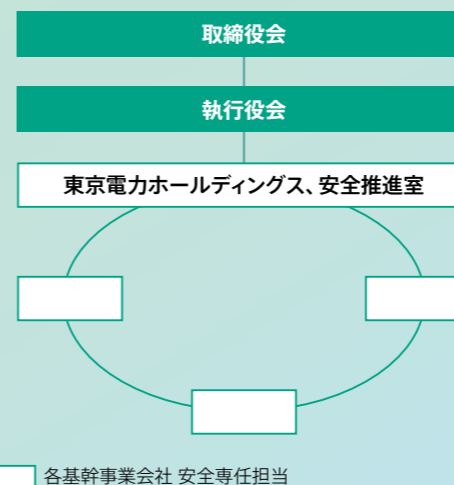 取締役会
執行役会
東京電力ホールディングス、安全推進室
各基幹事業会社 安全専任担当